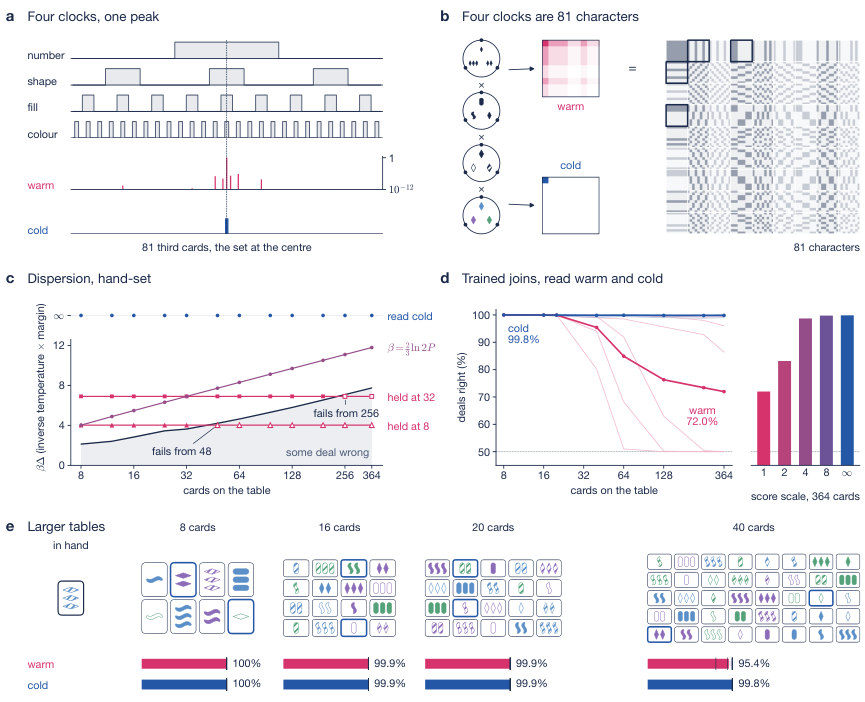 a Four clocks, one peak
number
shape
fill
colour
warm
1
10⁻¹²
cold
81 third cards, the set at the centre
b Four clocks are 81 characters
×
×
×
warm
cold
=
81 characters
c Dispersion, hand-set
βΔ (inverse temperature × margin)
∞
12
8
4
0
read cold
β = 2/3 ln 2P
held at 32
fails from 256
held at 8
fails from 48
some deal wrong
8 16 32 64 128 256 364
cards on the table
d Trained joins, read warm and cold
deals right (%)
100
90
80
70
60
50
cold
99.8%
warm
72.0%
8 16 32 64 128 364
cards on the table
1 2 4 8 ∞
score scale, 364 cards
e Larger tables
in hand
8 cards
16 cards
20 cards
40 cards
warm 100% 99.9% 99.9% 95.4%
cold 100% 99.9% 99.9% 99.8%